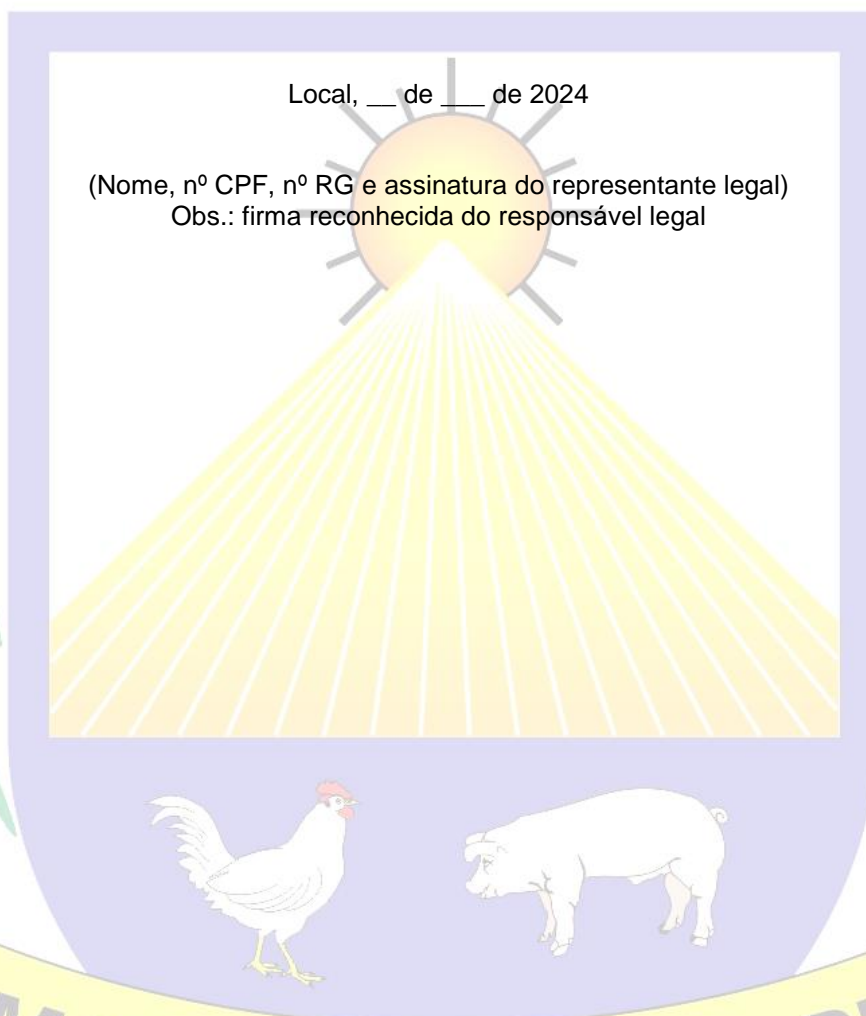 Local, __ de ___ de 2024
(Nome, nº CPF, nº RG e assinatura do representante legal)
Obs.: firma reconhecida do responsável legal